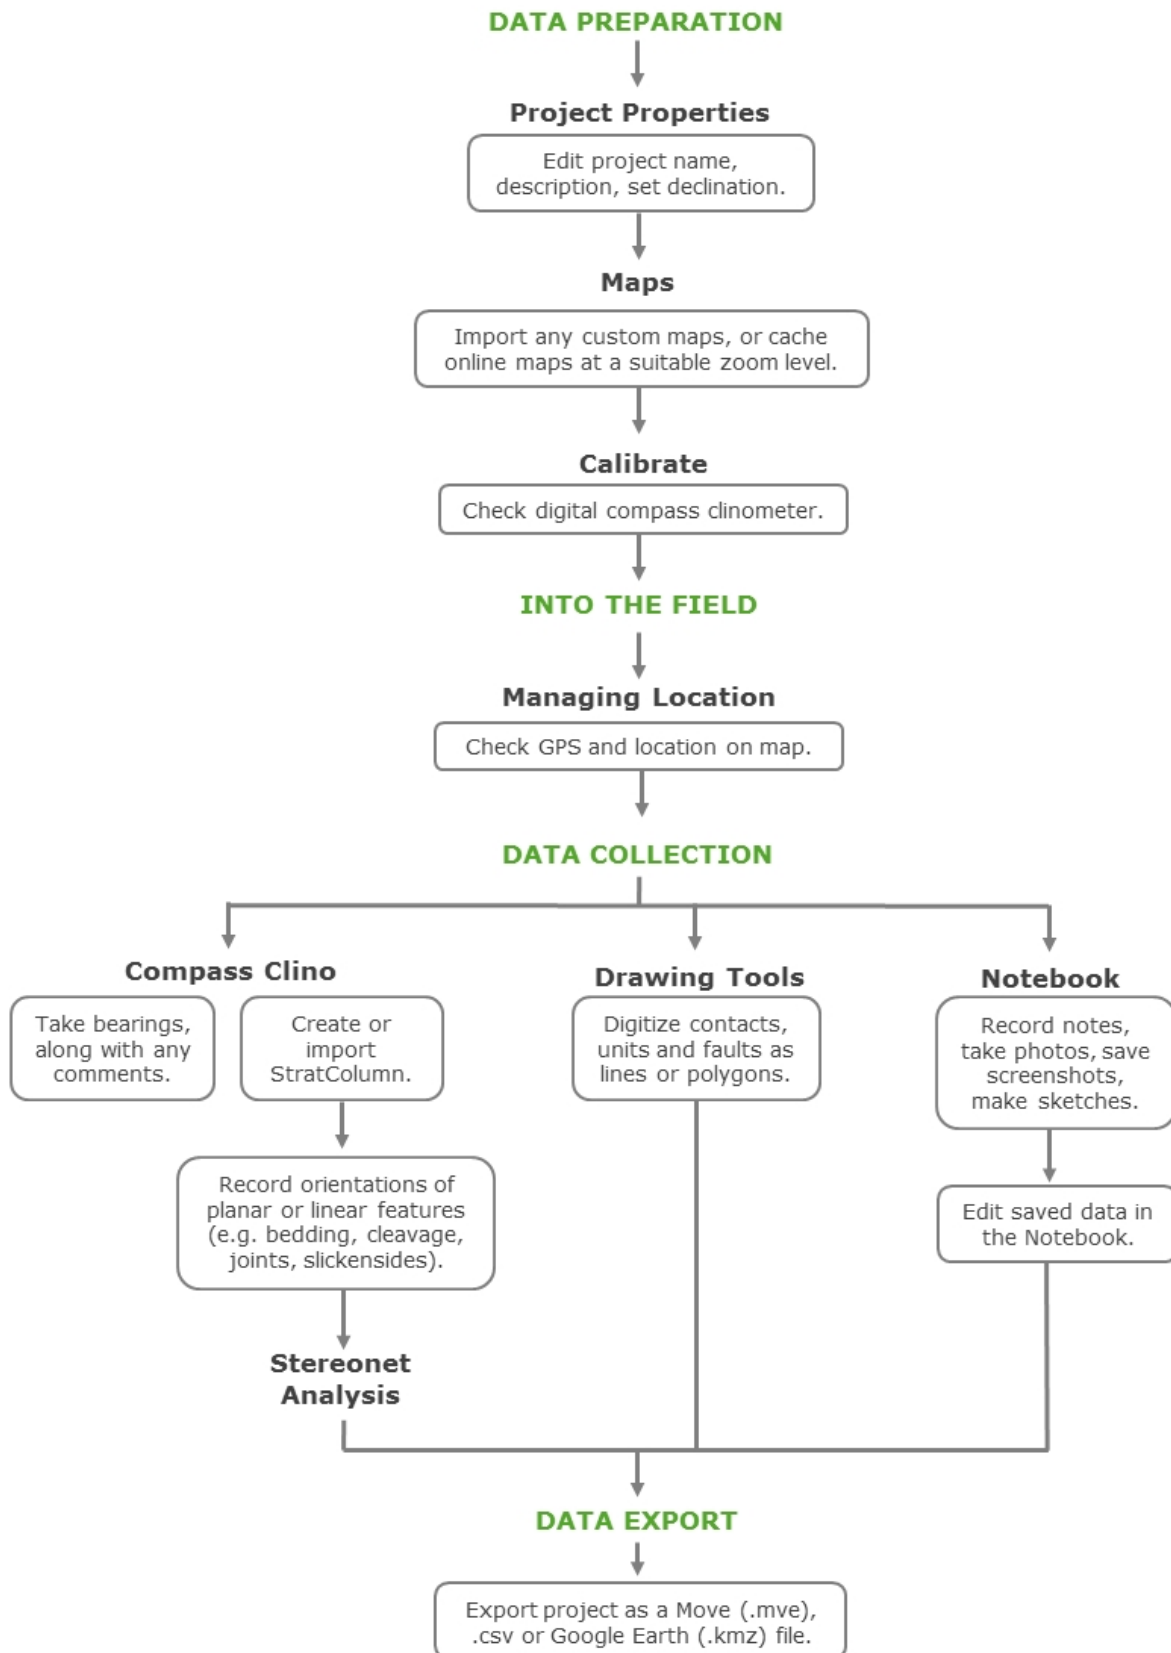 DATA PREPARATION
Project Properties
Edit project name,
description, set declination.
Maps
Import any custom maps, or cache
online maps at a suitable zoom level.
Calibrate
Check digital compass clinometer.
INTO THE FIELD
Managing Location
Check GPS and location on map.
DATA COLLECTION
Compass Clino
Take bearings,
along with any
comments.
Create or
import
StratColumn.
Record orientations of
planar or linear features
(e.g. bedding, cleavage,
joints, slickensides).
Stereonet
Analysis
Drawing Tools
Digitize contacts,
units and faults as
lines or polygons.
Notebook
Record notes,
take photos, save
screenshots,
make sketches.
Edit saved data in
the Notebook.
DATA EXPORT
Export project as a Move (.mve),
.csv or Google Earth (.kmz) file.